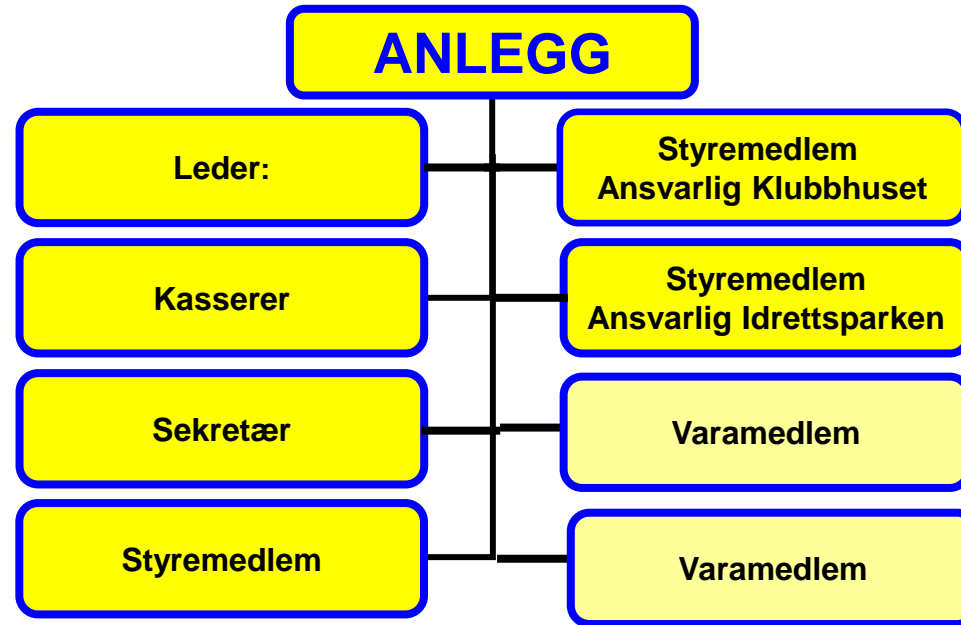 ANLEGG
Leder:
Styremedlem
Ansvarlig Klubbhuset
Kasserer
Styremedlem
Ansvarlig Idrettsparken
Sekretær
Varamedlem
Styremedlem
Varamedlem